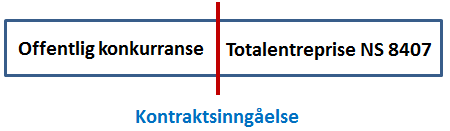 Offentlig konkurranse
Totalentreprise NS 8407
Kontraktsinngåelse